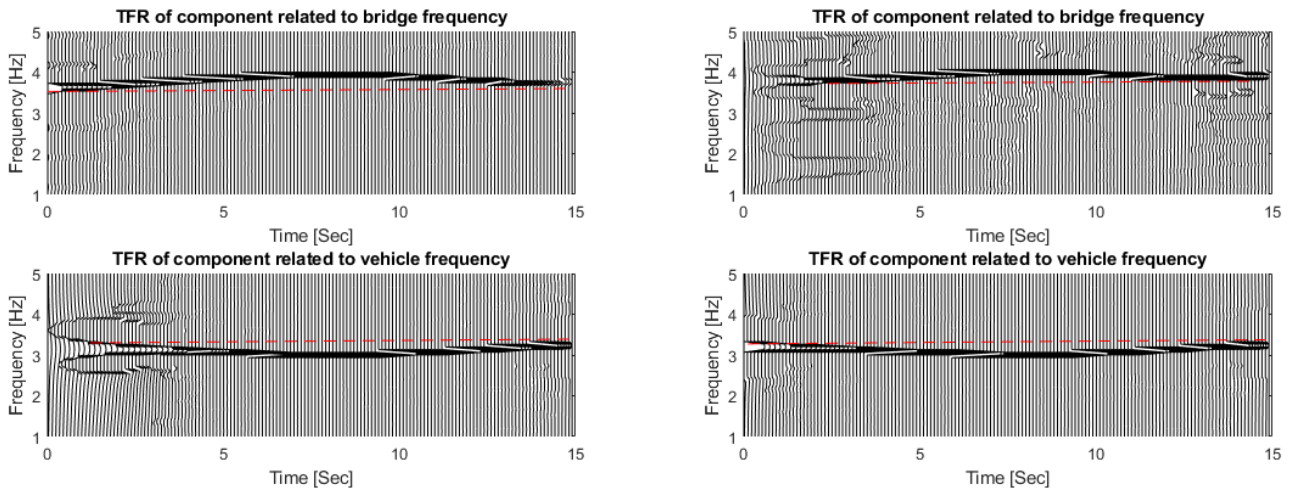 TFR of component related to bridge frequency
5
4
3
2
1
Frequency [Hz]
0 5 10 15
Time [Sec]
TFR of component related to bridge frequency
5
4
3
2
1
Frequency [Hz]
0 5 10 15
Time [Sec]
TFR of component related to vehicle frequency
5
4
3
2
1
Frequency [Hz]
0 5 10 15
Time [Sec]
TFR of component related to vehicle frequency
5
4
3
2
1
Frequency [Hz]
0 5 10 15
Time [Sec]